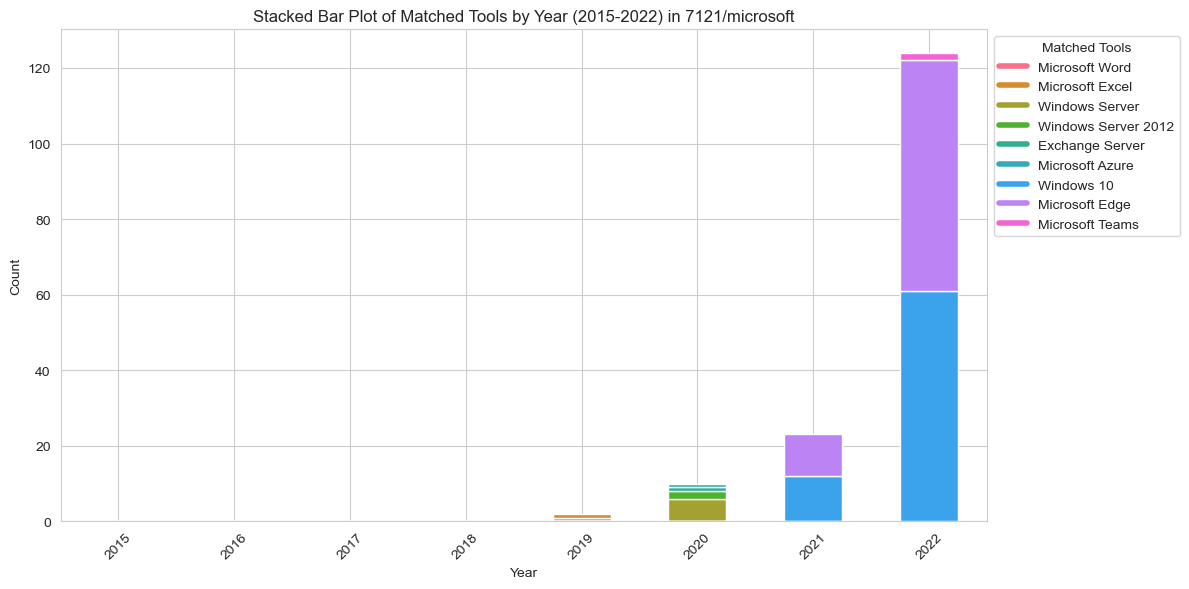 Stacked Bar Plot of Matched Tools by Year (2015-2022) in 7121/microsoft
Count
120
100
80
60
40
20
0
2015
2016
2017
2018
2019
2020
2021
2022
Year
Matched Tools
Microsoft Word
Microsoft Excel
Windows Server
Windows Server 2012
Exchange Server
Microsoft Azure
Windows 10
Microsoft Edge
Microsoft Teams